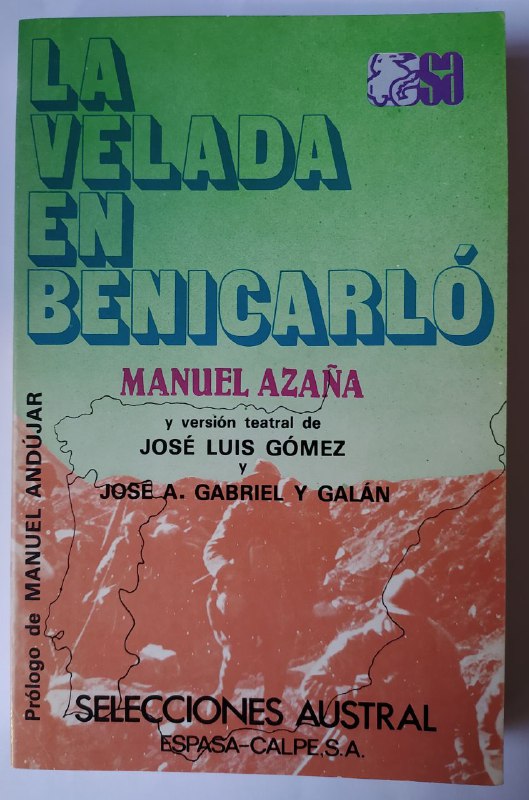 sa
LA
VELADA
EN
BENICARLÓ
MANUEL AZAÑA
y versión teatral de
JOSÉ LUIS GÓMEZ
y
JOSÉ A. GABRIEL Y GALÁN
Prólogo de MANUEL ANDÚJAR
SELECCIONES AUSTRAL
ESPASA-CALPE, S.A.